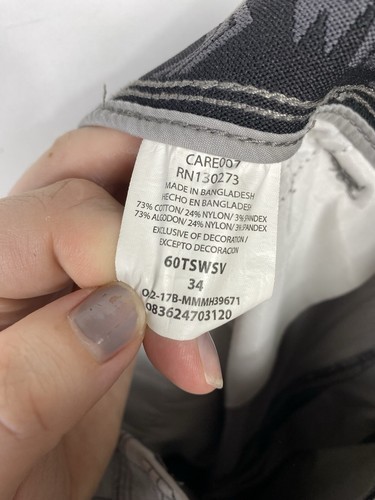 CARE007
RN130273
MADE IN BANGLADESH
HECHO EN BANGLADESH
73% COTTON/ 24% NYLON/ 3% SPANDEX
73% ALGODON/ 24% NYLON/ 3% SPANDEX
EXCLUSIVE OF DECORATION/
EXCEPTO DECORACION
60TSWSV
34
02-17B-MMMH39671
083624703120